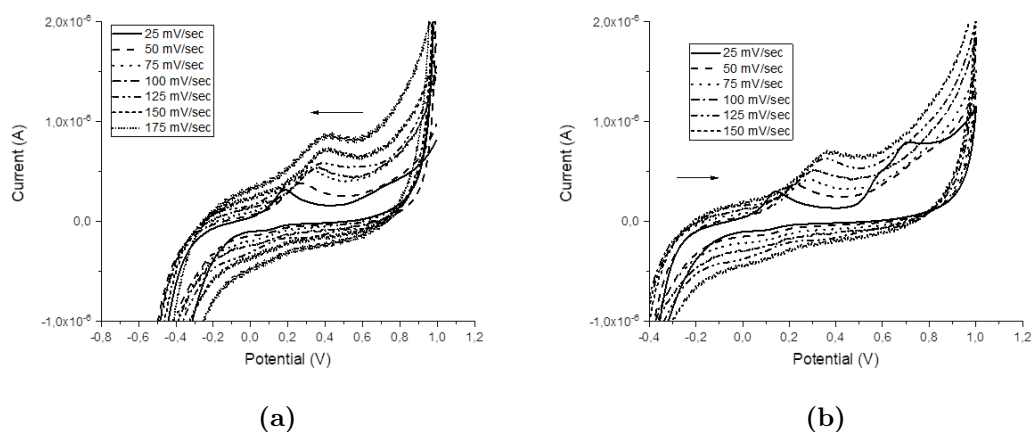 2,0x10⁻⁶
1,0x10⁻⁶
0,0
-1,0x10⁻⁶
Current (A)
25 mV/sec
50 mV/sec
75 mV/sec
100 mV/sec
125 mV/sec
150 mV/sec
175 mV/sec
-0,8 -0,6 -0,4 -0,2 0,0 0,2 0,4 0,6 0,8 1,0 1,2
Potential (V)
(a)
2,0x10⁻⁶
1,0x10⁻⁶
0,0
-1,0x10⁻⁶
Current (A)
25 mV/sec
50 mV/sec
75 mV/sec
100 mV/sec
125 mV/sec
150 mV/sec
-0,4 -0,2 0,0 0,2 0,4 0,6 0,8 1,0 1,2
Potential (V)
(b)